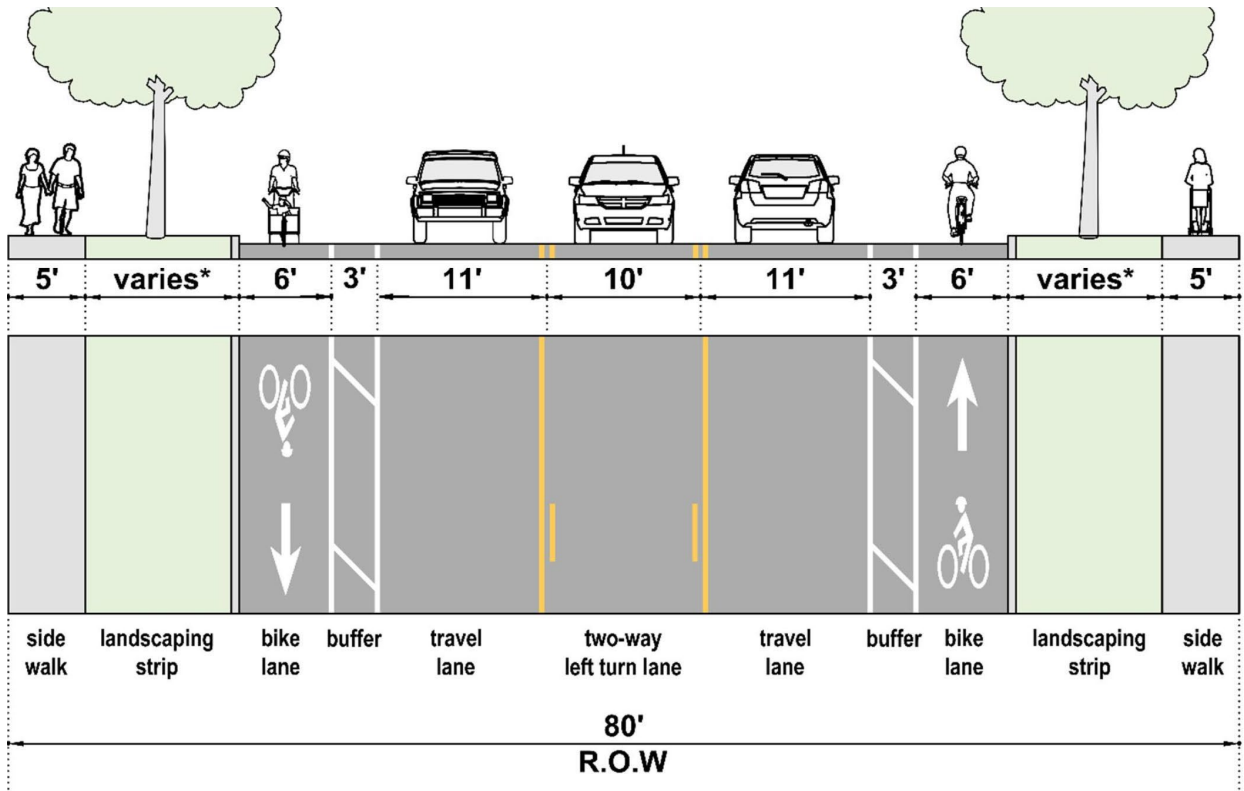 5' varies* 6' 3' 11' 10' 11' 3' 6' varies* 5'
side walk
landscaping strip
bike lane
buffer
travel lane
two-way left turn lane
travel lane
buffer
bike lane
landscaping strip
side walk
80'
R.O.W